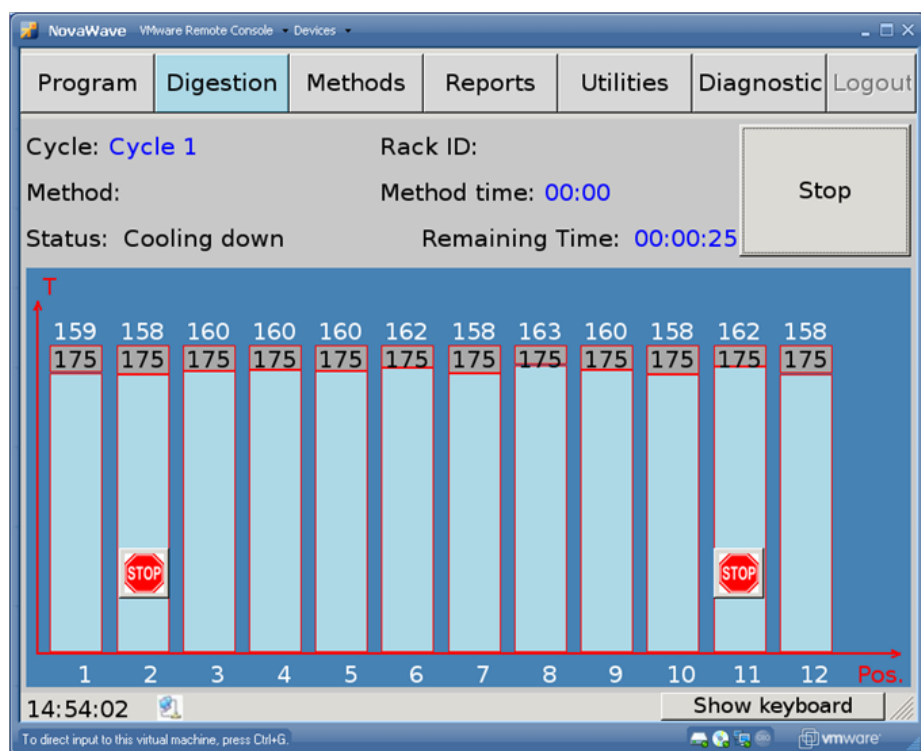 NovaWave VMware Remote Console Devices
Program Digestion Methods Reports Utilities Diagnostic Logout
Cycle: Cycle 1 Rack ID:
Method: Method time: 00:00
Stop
Status: Cooling down Remaining Time: 00:00:25
T
159 158 160 160 160 162 158 163 160 158 162 158
175 175 175 175 175 175 175 175 175 175 175 175
STOP STOP
1 2 3 4 5 6 7 8 9 10 11 12 Pos.
14:54:02 Show keyboard
To direct input to this virtual machine, press Ctrl+G. vmware